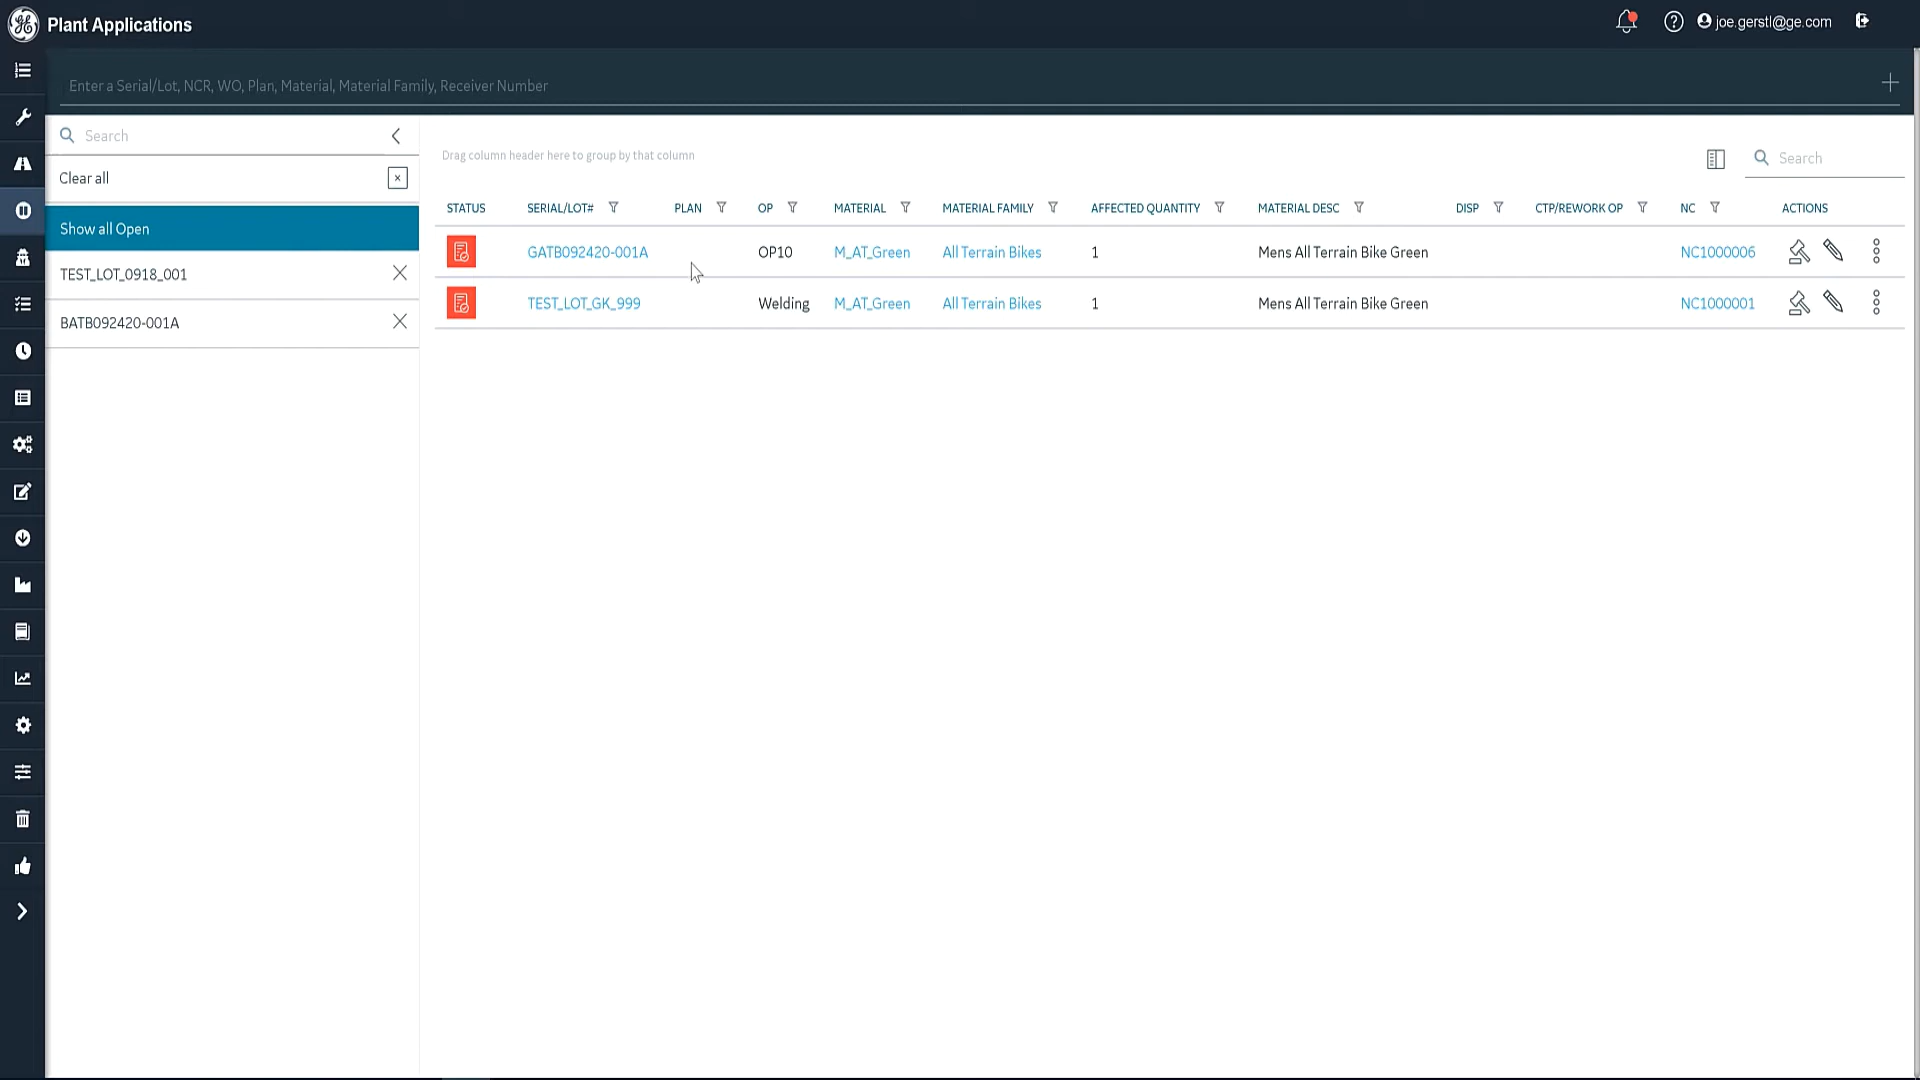 Plant Applications
joe.gerstl@ge.com
Enter a Serial/Lot, NCR, WO, Plan, Material, Material Family, Receiver Number
Search
Clear all
Show all Open
TEST_LOT_0918_001
BATB092420-001A
Drag column header here to group by that column
Search
STATUS SERIAL/LOT# PLAN OP MATERIAL MATERIAL FAMILY AFFECTED QUANTITY MATERIAL DESC DISP CTP/REWORK OP NC ACTIONS
GATB092420-001A OP10 M_AT_Green All Terrain Bikes 1 Mens All Terrain Bike Green NC1000006
TEST_LOT_GK_999 Welding M_AT_Green All Terrain Bikes 1 Mens All Terrain Bike Green NC1000001